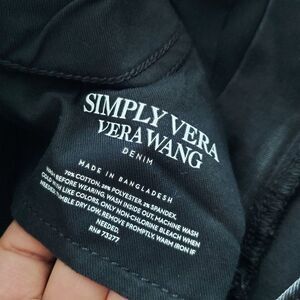 SIMPLY VERA
VERA WANG
DENIM
MADE IN BANGLADESH
70% COTTON, 28% POLYESTER, 2% SPANDEX.
WASH BEFORE WEARING, WASH INSIDE OUT, MACHINE WASH
COLD WITH LIKE COLORS, ONLY NON-CHLORINE BLEACH WHEN
NEEDED, TUMBLE DRY LOW, REMOVE PROMPTLY, WARM IRON IF
NEEDED.
RN# 73277